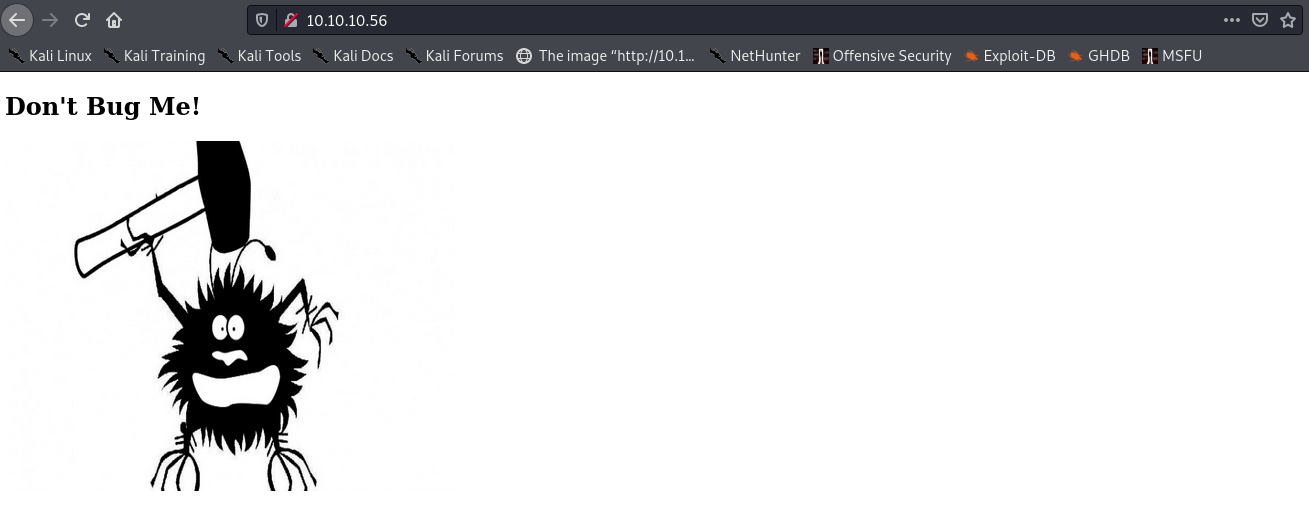 10.10.10.56
Kali Linux Kali Training Kali Tools Kali Docs Kali Forums The image “http://10.1... NetHunter Offensive Security Exploit-DB GHDB MSFU
Don't Bug Me!